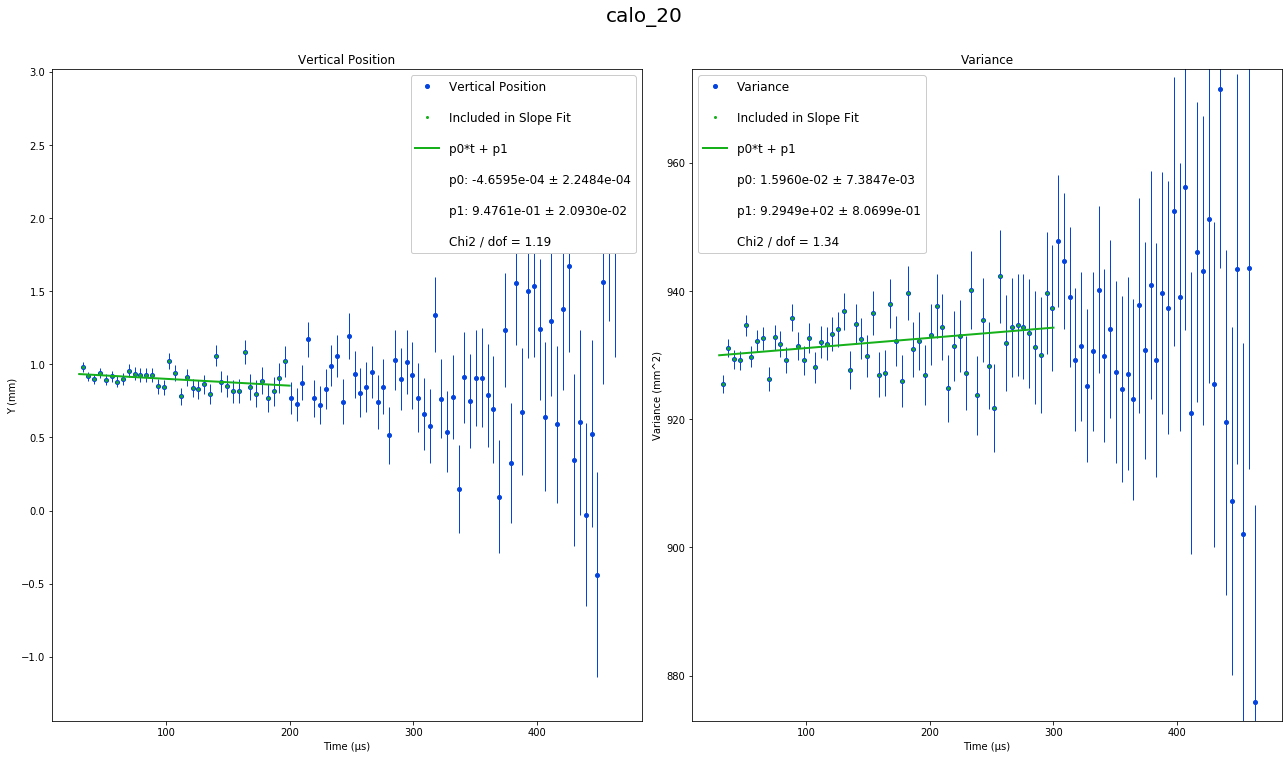 calo_20
Vertical Position
3.0
2.5
2.0
1.5
1.0
0.5
0.0
−0.5
−1.0
Y (mm)
100
200
300
400
Time (μs)
Vertical Position
Included in Slope Fit
p0*t + p1
p0: -4.6595e-04 ± 2.2484e-04
p1: 9.4761e-01 ± 2.0930e-02
Chi2 / dof = 1.19
Variance
960
940
920
900
880
Variance (mm^2)
100
200
300
400
Time (μs)
Variance
Included in Slope Fit
p0*t + p1
p0: 1.5960e-02 ± 7.3847e-03
p1: 9.2949e+02 ± 8.0699e-01
Chi2 / dof = 1.34